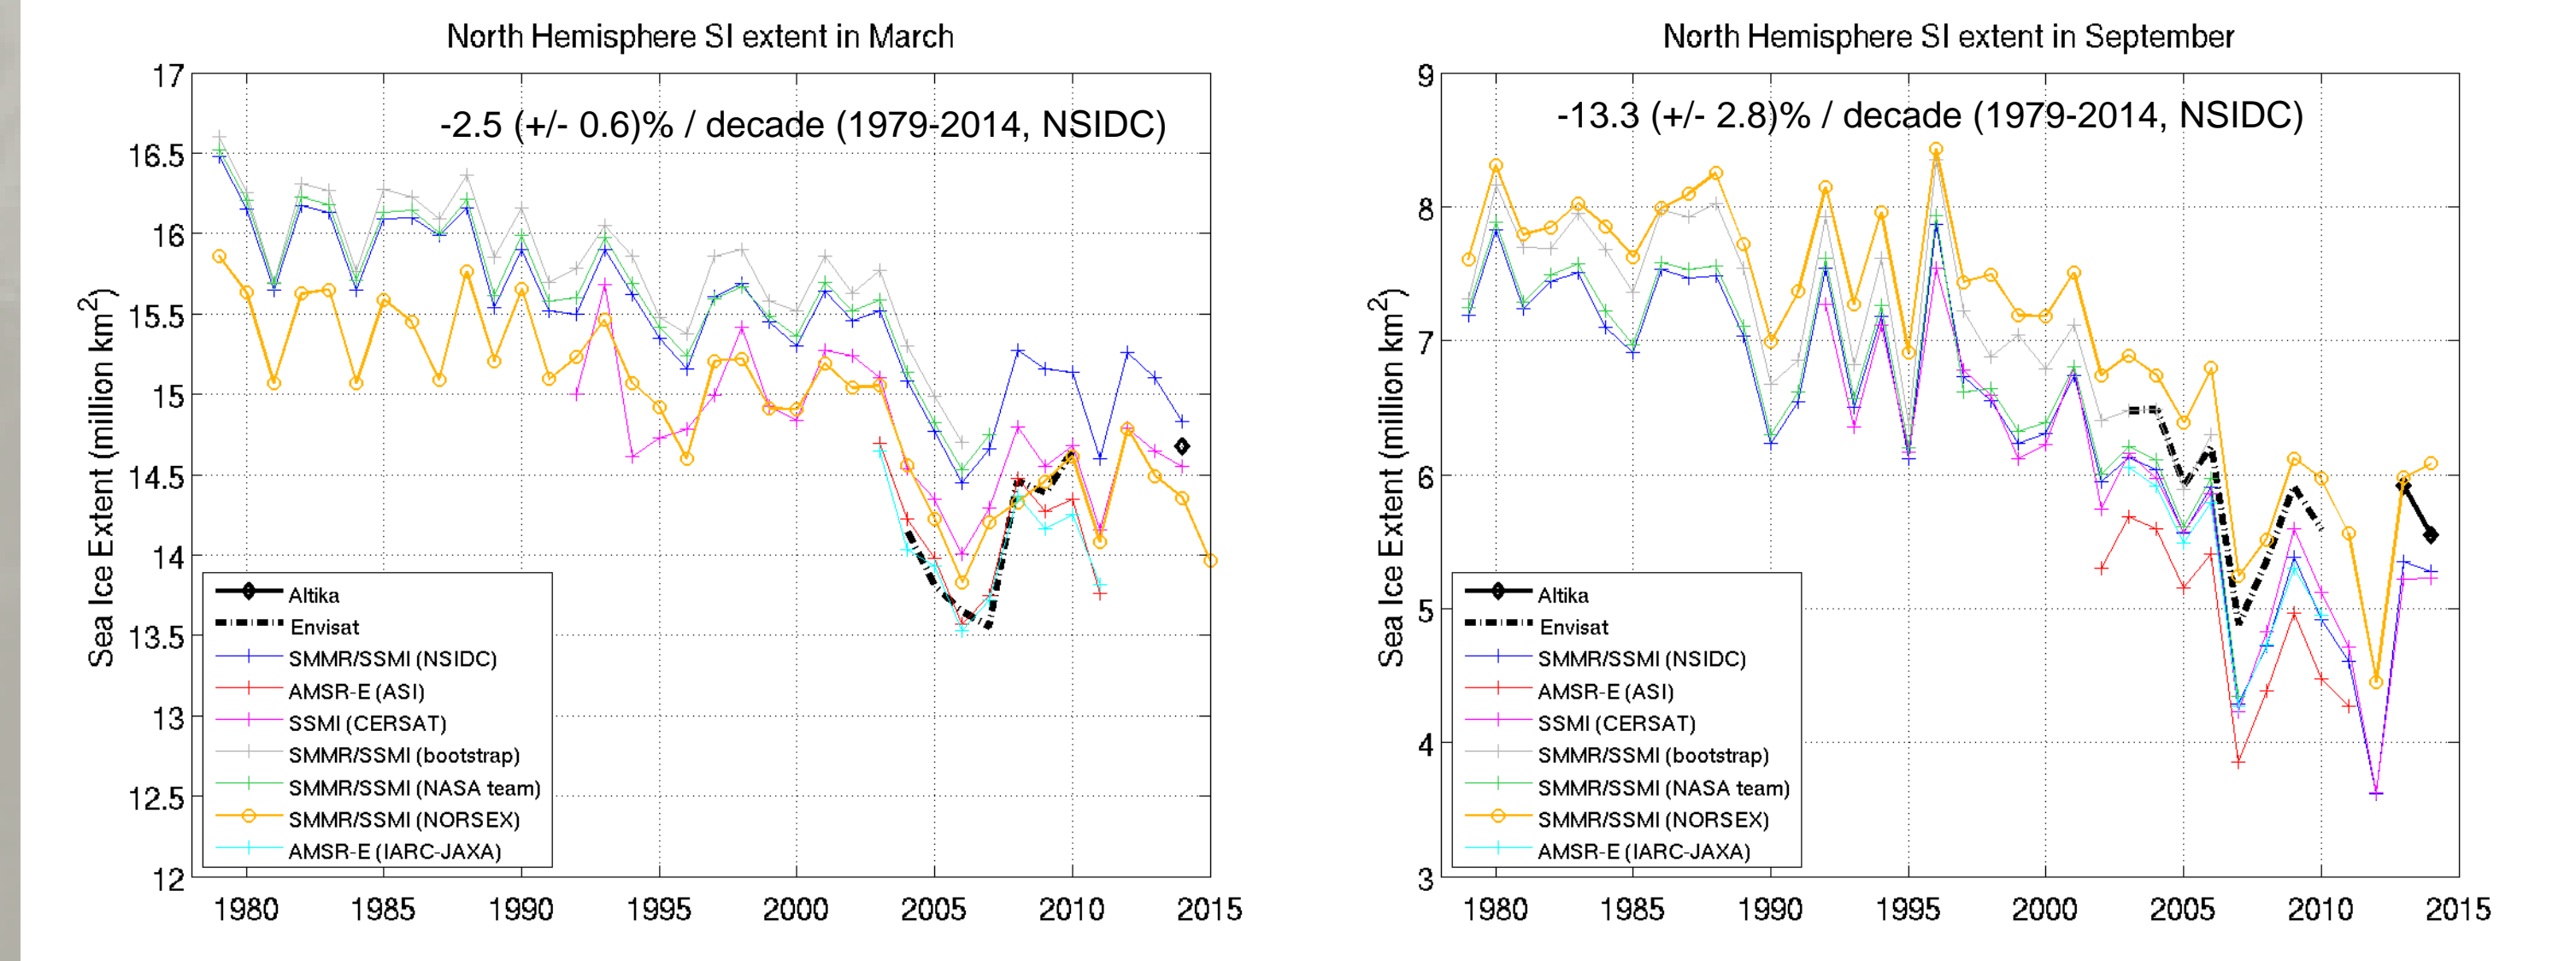 North Hemisphere SI extent in March
-2.5 (+/- 0.6)% / decade (1979-2014, NSIDC)
Sea Ice Extent (million km2)
17
16.5
16
15.5
15
14.5
14
13.5
13
12.5
12
Altika
Envisat
SMMR/SSMI (NSIDC)
AMSR-E (ASI)
SSMI (CERSAT)
SMMR/SSMI (bootstrap)
SMMR/SSMI (NASA team)
SMMR/SSMI (NORSEX)
AMSR-E (IARC-JAXA)
1980 1985 1990 1995 2000 2005 2010 2015
North Hemisphere SI extent in September
-13.3 (+/- 2.8)% / decade (1979-2014, NSIDC)
Sea Ice Extent (million km2)
9
8
7
6
5
4
3
Altika
Envisat
SMMR/SSMI (NSIDC)
AMSR-E (ASI)
SSMI (CERSAT)
SMMR/SSMI (bootstrap)
SMMR/SSMI (NASA team)
SMMR/SSMI (NORSEX)
AMSR-E (IARC-JAXA)
1980 1985 1990 1995 2000 2005 2010 2015